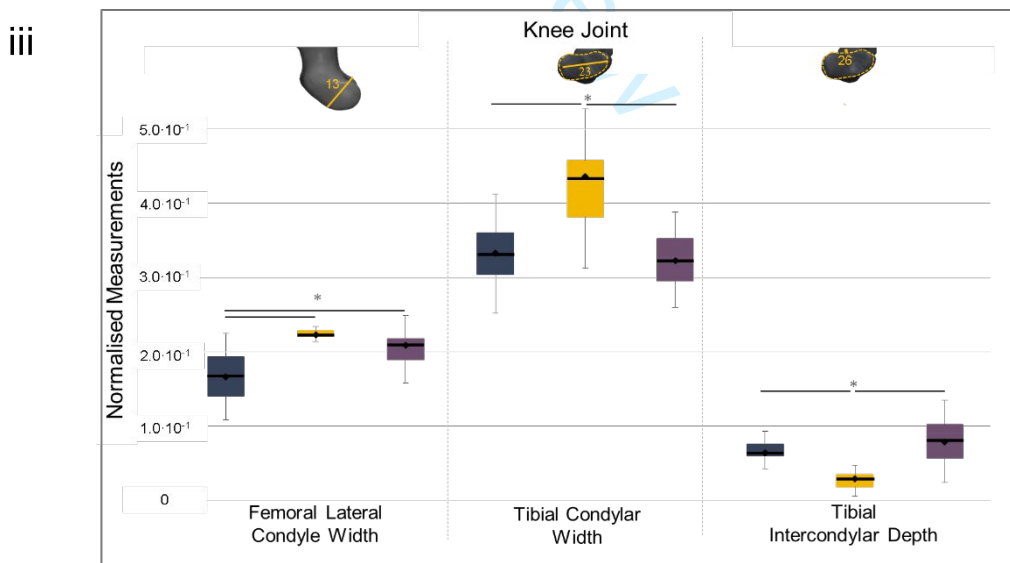 iii
Knee Joint
13
23
26
*
5.0·10⁻¹
4.0·10⁻¹
*
3.0·10⁻¹
2.0·10⁻¹
*
1.0·10⁻¹
0
Normalised Measurements
Femoral Lateral
Condyle Width
Tibial Condylar
Width
Tibial
Intercondylar Depth